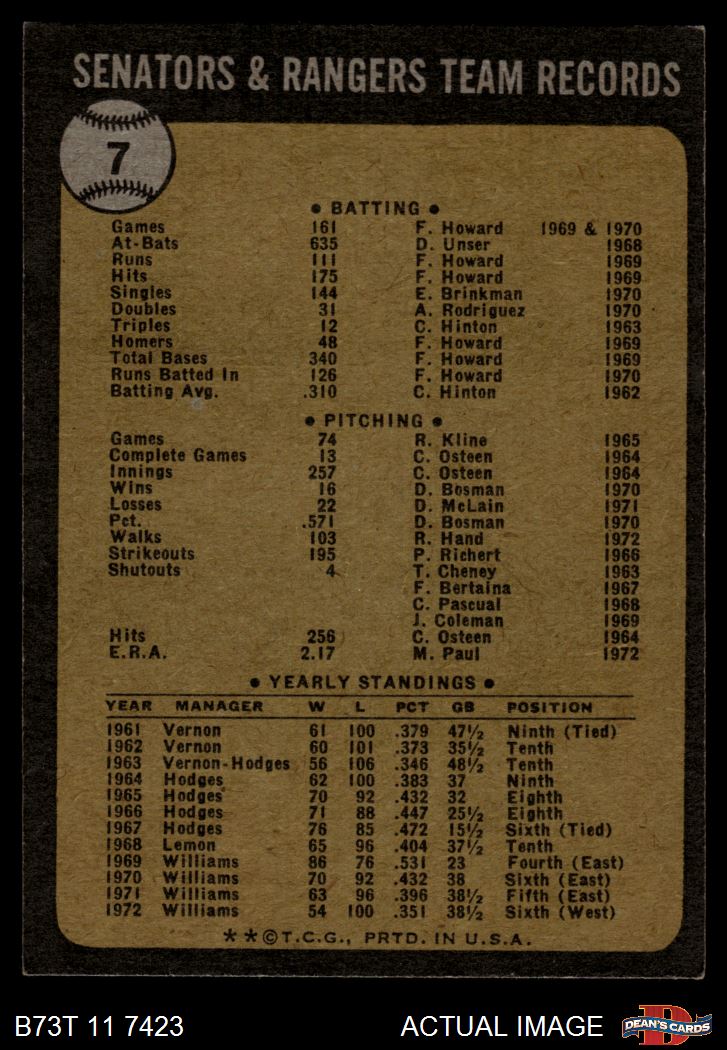 SENATORS & RANGERS TEAM RECORDS
7
● BATTING ●
Games 161 F. Howard 1969 & 1970
At-Bats 635 D. Unser 1968
Runs 111 F. Howard 1969
Hits 175 F. Howard 1969
Singles 144 E. Brinkman 1970
Doubles 31 A. Rodriguez 1970
Triples 12 C. Hinton 1963
Homers 48 F. Howard 1969
Total Bases 340 F. Howard 1969
Runs Batted In 126 F. Howard 1970
Batting Avg. .310 C. Hinton 1962
● PITCHING ●
Games 74 R. Kline 1965
Complete Games 13 C. Osteen 1964
Innings 257 C. Osteen 1964
Wins 16 D. Bosman 1970
Losses 22 D. McLain 1971
Pct. .571 D. Bosman 1970
Walks 103 R. Hand 1972
Strikeouts 195 P. Richert 1966
Shutouts 4 T. Cheney 1963
F. Bertaina 1967
C. Pascual 1968
J. Coleman 1969
Hits 256 C. Osteen 1964
E.R.A. 2.17 M. Paul 1972
● YEARLY STANDINGS ●
YEAR MANAGER W L PCT GB POSITION
1961 Vernon 61 100 .379 47½ Ninth (Tied)
1962 Vernon 60 101 .373 35½ Tenth
1963 Vernon-Hodges 56 106 .346 48½ Tenth
1964 Hodges 62 100 .383 37 Ninth
1965 Hodges 70 92 .432 32 Eighth
1966 Hodges 71 88 .447 25½ Eighth
1967 Hodges 76 85 .472 15½ Sixth (Tied)
1968 Lemon 65 96 .404 37½ Tenth
1969 Williams 86 76 .531 23 Fourth (East)
1970 Williams 70 92 .432 38 Sixth (East)
1971 Williams 63 96 .396 38½ Fifth (East)
1972 Williams 54 100 .351 38½ Sixth (West)
**©T.C.G., PRTD. IN U.S.A.
B73T 11 7423 ACTUAL IMAGE D DEAN'S CARDS